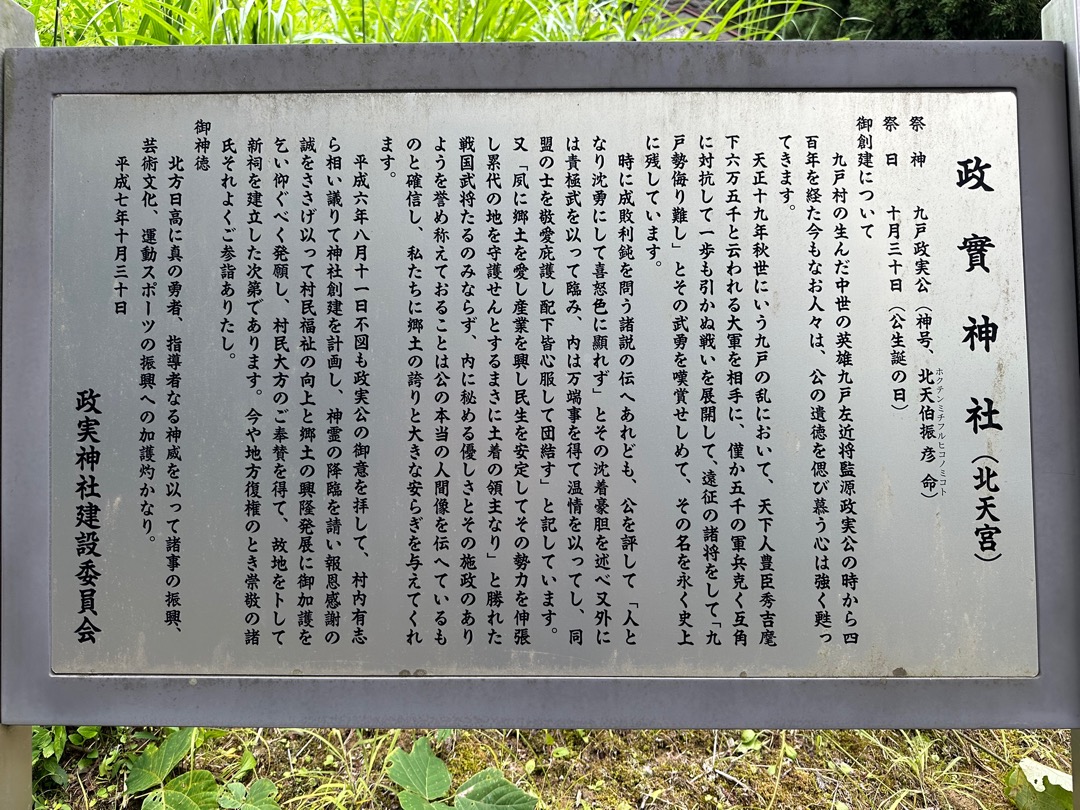 政實神社（北天宮）
祭神　九戸政実公（神号、北天伯振彦命）
ホクテンミチフルヒコノミコト
祭日　十月三十日（公生誕の日）
御創建について
九戸村の生んだ中世の英雄九戸左近将監源政実公の時から四
百年を経た今もなお人々は、公の遺徳を偲び慕う心は強く甦っ
てきます。
天正十九年秋世にいう九戸の乱において、天下人豊臣秀吉麾
下六万五千と云われる大軍を相手に、僅か五千の軍兵克く互角
に対抗して一歩も引かぬ戦いを展開して、遠征の諸将をして「九
戸勢侮り難し」とその武勇を嘆賞せしめて、その名を永く史上
に残しています。
時に成敗利鈍を問う諸説の伝へあれども、公を評して「人と
なり沈勇にして喜怒色に顕れず」とその沈着豪胆を述べ又外に
は貴極武を以って臨み、内は万端事を得て温情を以ってし、同
盟の士を敬愛庇護し配下皆心服して団結す」と記しています。
又「夙に郷土を愛し産業を興し民生を安定してその勢力を伸張
し累代の地を守護せんとするまさに土着の領主なり」と勝れた
戦国武将たるのみならず、内に秘める優しさとその施政のあり
ようを誉め称えておることは公の本当の人間像を伝へているも
のと確信し、私たちに郷土の誇りと大きな安らぎを与えてくれ
ます。
平成六年八月十一日不図も政実公の御意を拝して、村内有志
ら相い議りて神社創建を計画し、神霊の降臨を請い報恩感謝の
誠をささげ以って村民福祉の向上と郷土の興隆発展に御加護を
乞い仰ぐべく発願し、村民大方のご奉賛を得て、故地をトして
新祠を建立した次第であります。今や地方復権のとき崇敬の諸
氏それよくご参詣ありたし。
御神徳
北方日高に真の勇者、指導者なる神威を以って諸事の振興、
芸術文化、運動スポーツの振興への加護灼かなり。
平成七年十月三十日
政実神社建設委員会